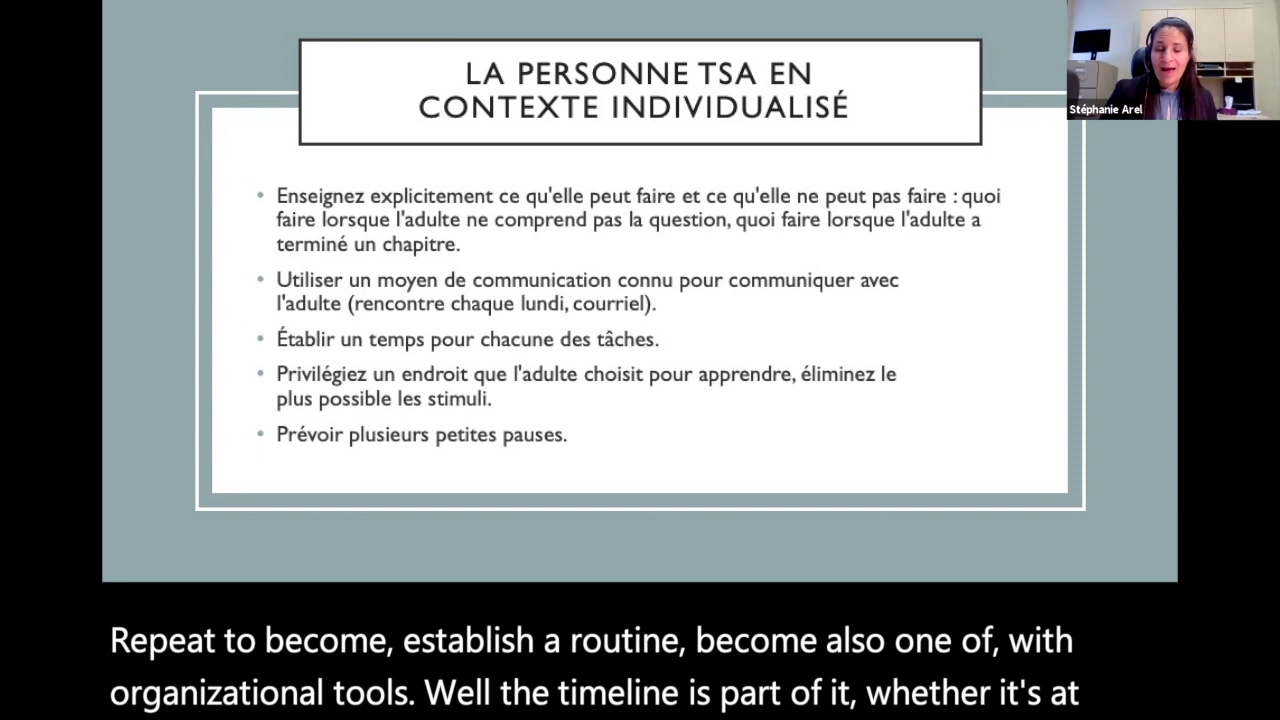 LA PERSONNE TSA EN
CONTEXTE INDIVIDUALISÉ
Stéphanie Arel
• Enseignez explicitement ce qu'elle peut faire et ce qu'elle ne peut pas faire : quoi
faire lorsque l'adulte ne comprend pas la question, quoi faire lorsque l'adulte a
terminé un chapitre.
• Utiliser un moyen de communication connu pour communiquer avec
l'adulte (rencontre chaque lundi, courriel).
• Établir un temps pour chacune des tâches.
• Privilégiez un endroit que l'adulte choisit pour apprendre, éliminez le
plus possible les stimuli.
• Prévoir plusieurs petites pauses.
Repeat to become, establish a routine, become also one of, with
organizational tools. Well the timeline is part of it, whether it's at